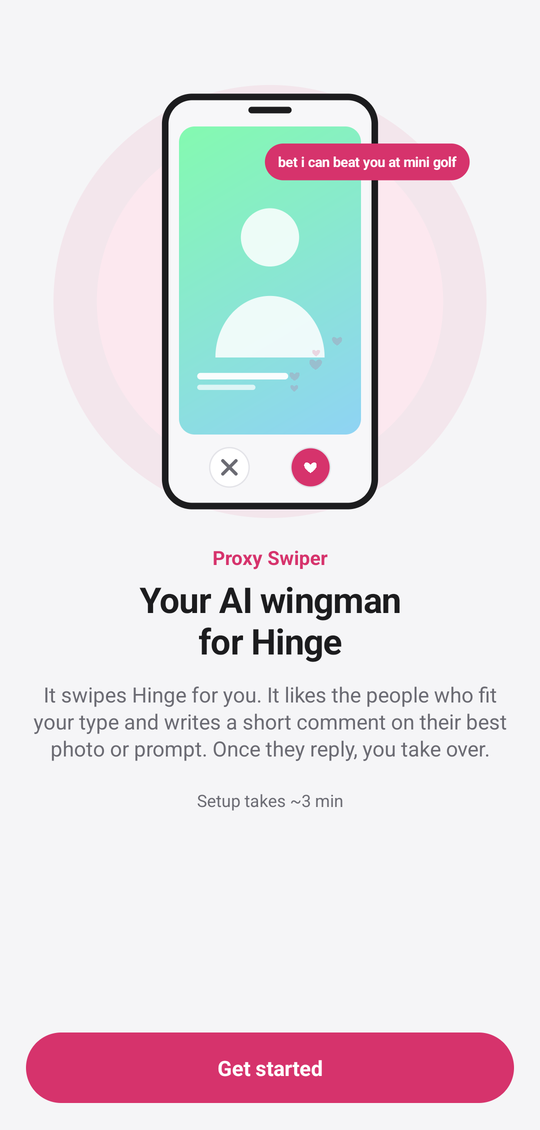 bet i can beat you at mini golf
Proxy Swiper
Your AI wingman
for Hinge
It swipes Hinge for you. It likes the people who fit
your type and writes a short comment on their best
photo or prompt. Once they reply, you take over.
Setup takes ~3 min
Get started